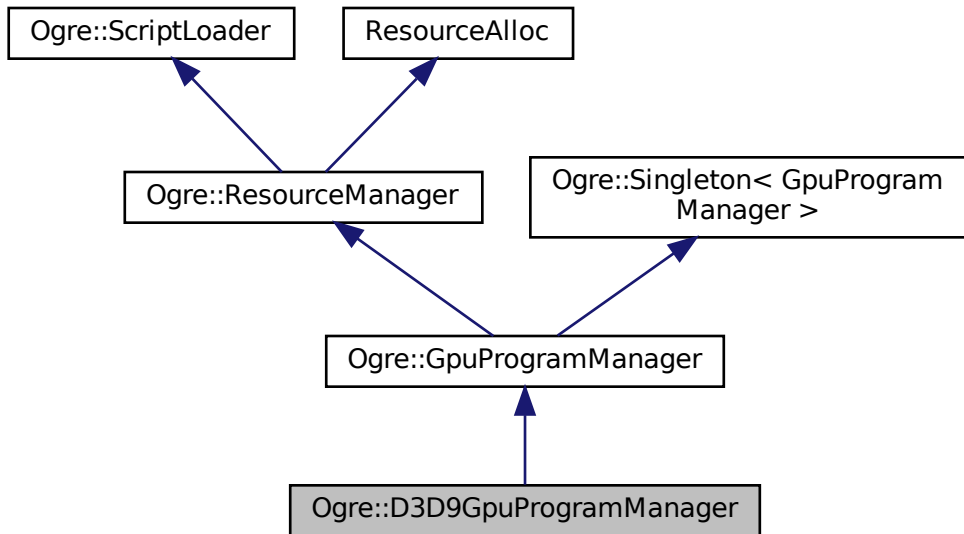 Ogre::ScriptLoader
ResourceAlloc
Ogre::ResourceManager
Ogre::Singleton< GpuProgram
Manager >
Ogre::GpuProgramManager
Ogre::D3D9GpuProgramManager